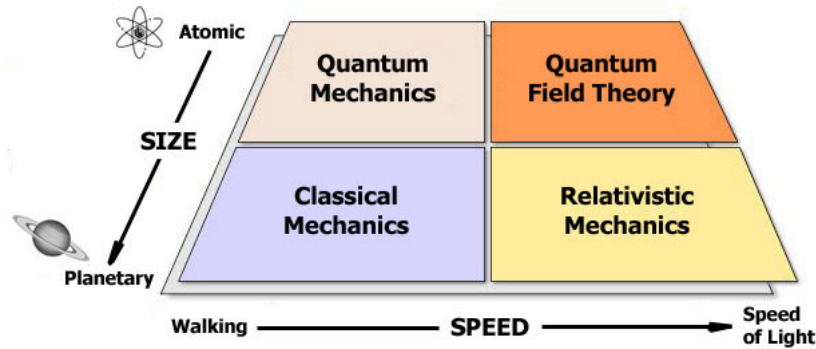 Atomic
Quantum
Mechanics
Quantum
Field Theory
SIZE
Classical
Mechanics
Relativistic
Mechanics
Planetary
Walking
SPEED
Speed
of Light